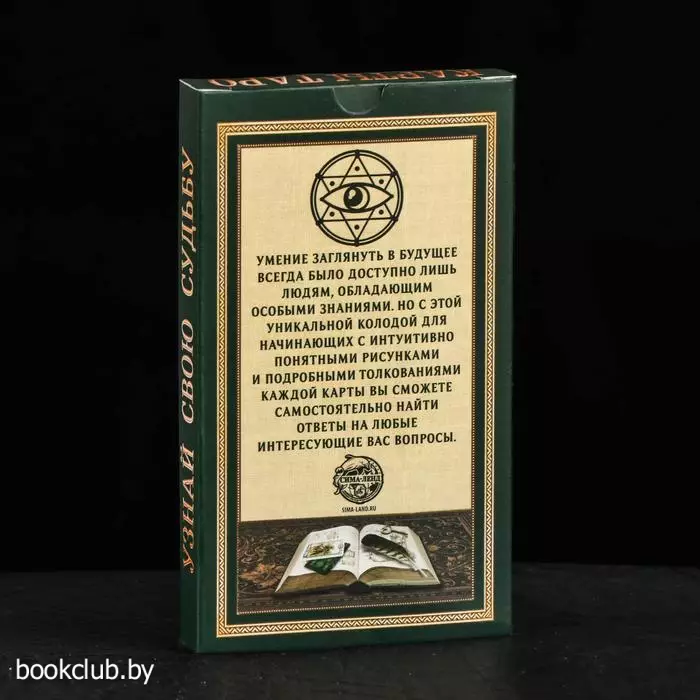 КАРТЫ ТАРО
УЗНАЙ СВОЮ СУДЬБУ
УМЕНИЕ ЗАГЛЯНУТЬ В БУДУЩЕЕ
ВСЕГДА БЫЛО ДОСТУПНО ЛИШЬ
ЛЮДЯМ, ОБЛАДАЮЩИМ
ОСОБЫМИ ЗНАНИЯМИ. НО С ЭТОЙ
УНИКАЛЬНОЙ КОЛОДОЙ ДЛЯ
НАЧИНАЮЩИХ С ИНТУИТИВНО
ПОНЯТНЫМИ РИСУНКАМИ
И ПОДРОБНЫМИ ТОЛКОВАНИЯМИ
КАЖДОЙ КАРТЫ ВЫ СМОЖЕТЕ
САМОСТОЯТЕЛЬНО НАЙТИ
ОТВЕТЫ НА ЛЮБЫЕ
ИНТЕРЕСУЮЩИЕ ВАС ВОПРОСЫ.
СИМА-ЛЕНД
SIMA-LAND.RU
bookclub.by